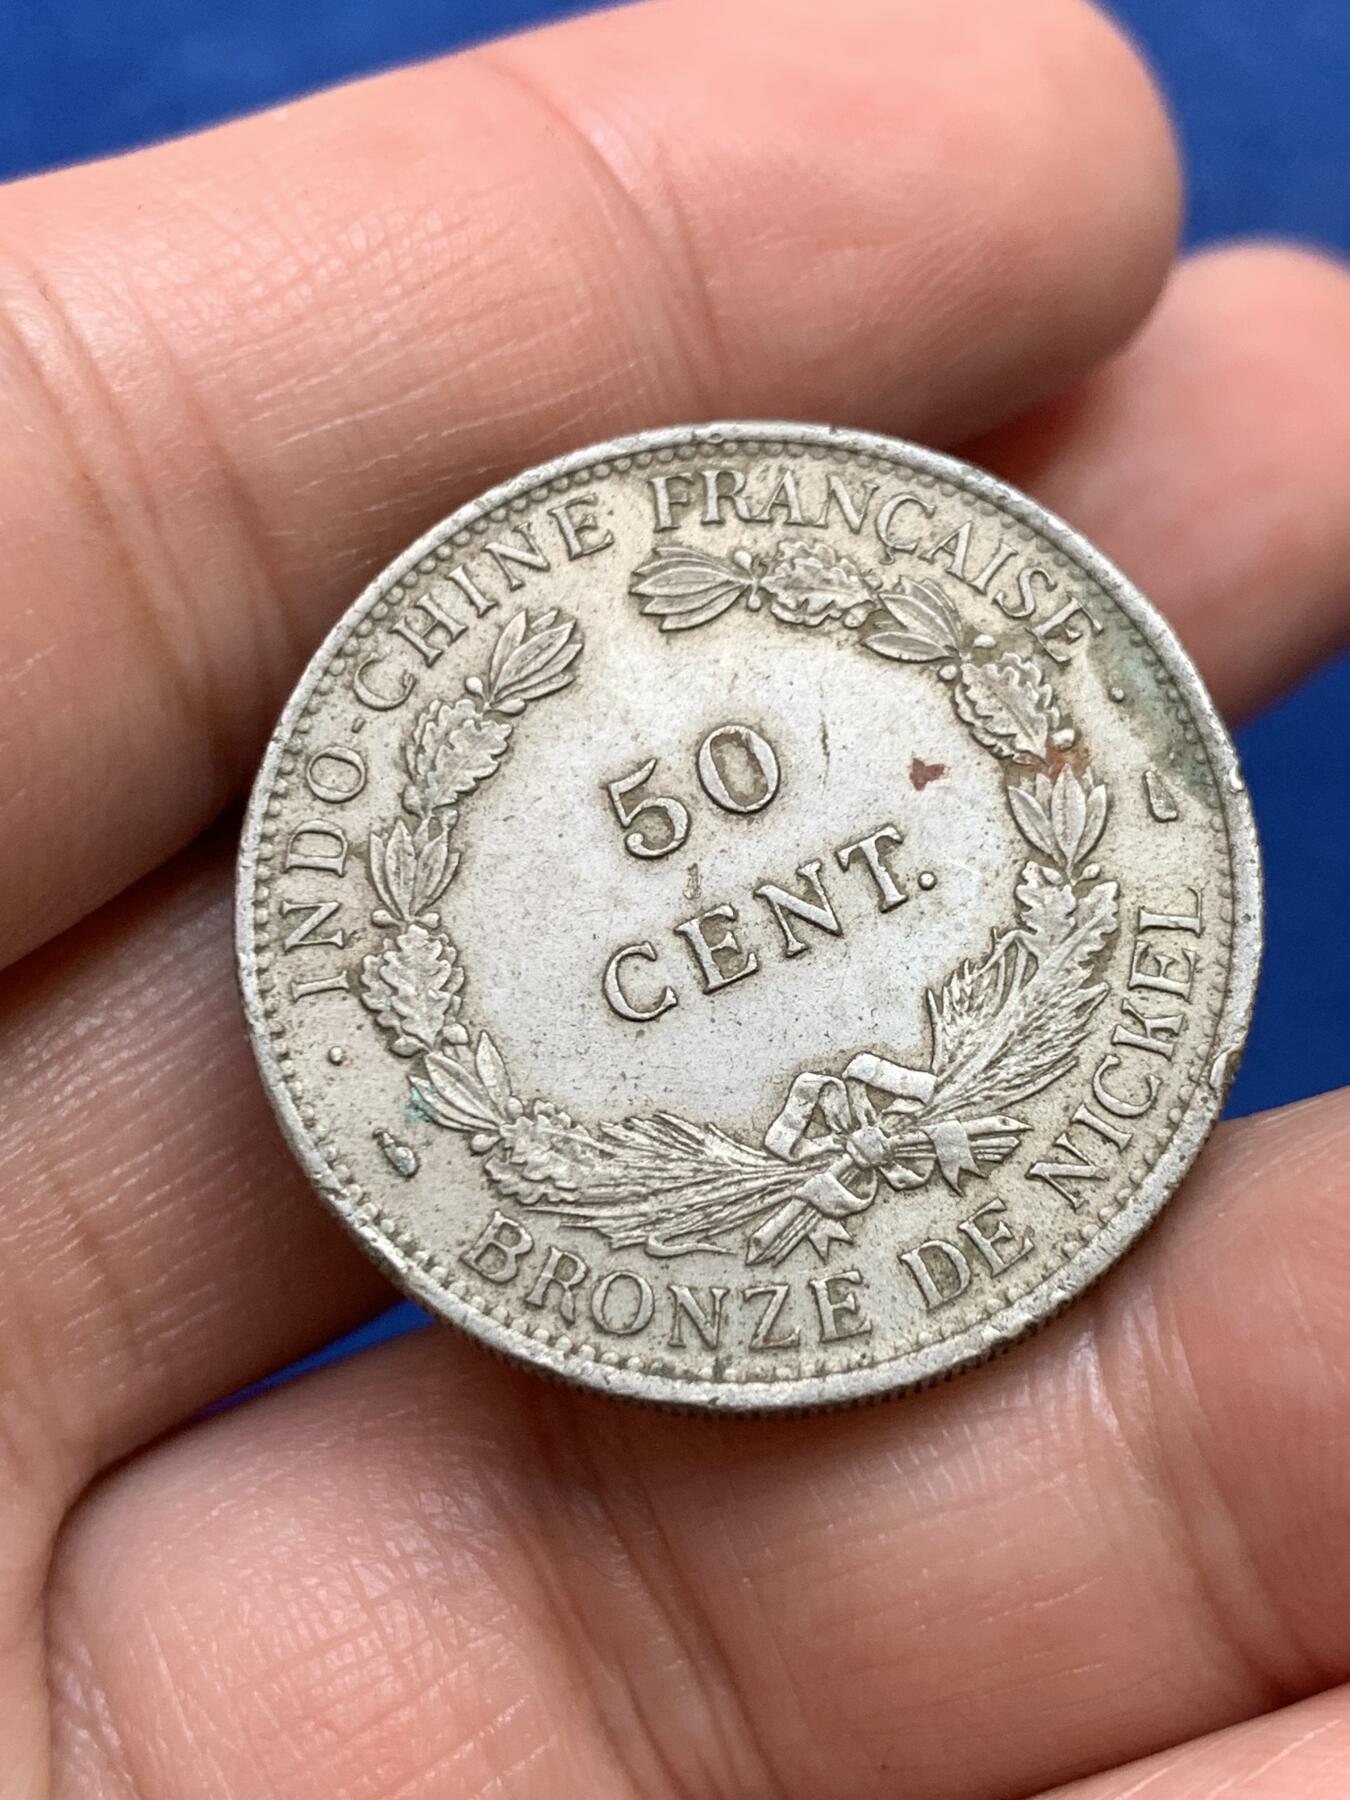 INDO-CHINE FRANÇAISE
50
CENT.
BRONZE DE NICKEL